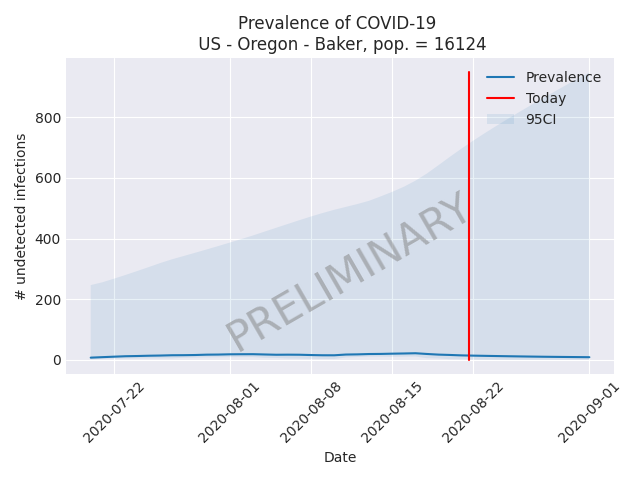 Prevalence of COVID-19
US - Oregon - Baker, pop. = 16124
Prevalence
Today
95CI
# undetected infections
800
600
400
200
0
PRELIMINARY
2020-07-22
2020-08-01
2020-08-08
2020-08-15
2020-08-22
2020-09-01
Date